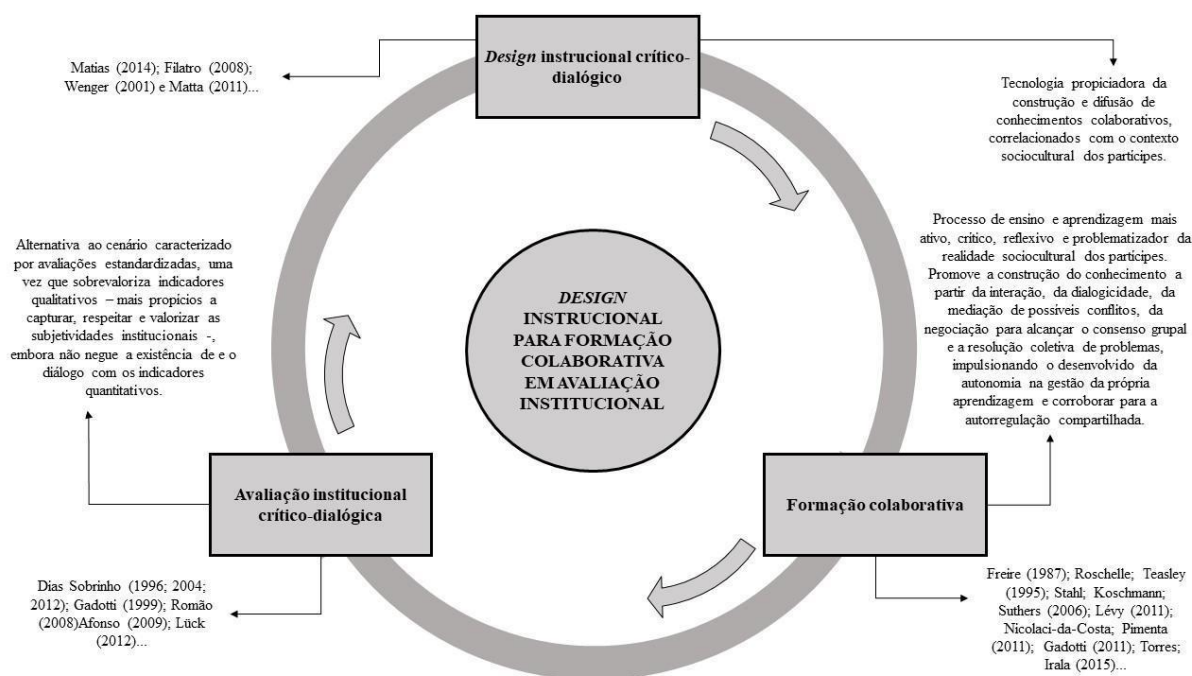 Design instrucional crítico-
dialógico
Matias (2014); Filatro (2008);
Wenger (2001) e Matta (2011)...
Tecnologia propiciadora da
construção e difusão de
conhecimentos colaborativos,
correlacionados com o contexto
sociocultural dos partícipes.
Alternativa ao cenário caracterizado
por avaliações estandardizadas, uma
vez que sobrevaloriza indicadores
qualitativos – mais propícios a
capturar, respeitar e valorizar as
subjetividades institucionais -,
embora não negue a existência de e o
diálogo com os indicadores
quantitativos.
DESIGN
INSTRUCIONAL
PARA FORMAÇÃO
COLABORATIVA
EM AVALIAÇÃO
INSTITUCIONAL
Processo de ensino e aprendizagem mais
ativo, crítico, reflexivo e problematizador da
realidade sociocultural dos partícipes.
Promove a construção do conhecimento a
partir da interação, da dialogicidade, da
mediação de possíveis conflitos, da
negociação para alcançar o consenso grupal
e a resolução coletiva de problemas,
impulsionando o desenvolvido da
autonomia na gestão da própria
aprendizagem e corroborar para a
autorregulação compartilhada.
Avaliação institucional
crítico-dialógica
Formação colaborativa
Dias Sobrinho (1996; 2004;
2012); Gadotti (1999); Romão
(2008)Afonso (2009); Lück
(2012)...
Freire (1987); Roschelle; Teasley
(1995); Stahl; Koschmann;
Suthers (2006); Lévy (2011);
Nicolaci-da-Costa; Pimenta
(2011); Gadotti (2011); Torres;
Irala (2015)...